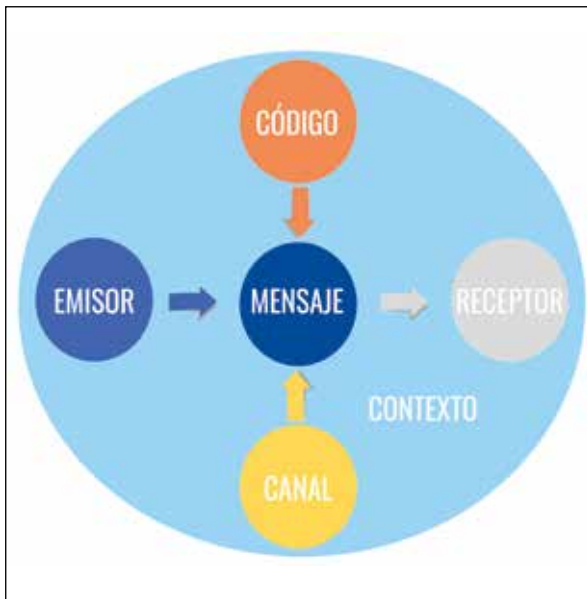 CÓDIGO
EMISOR
MENSAJE
RECEPTOR
CONTEXTO
CANAL